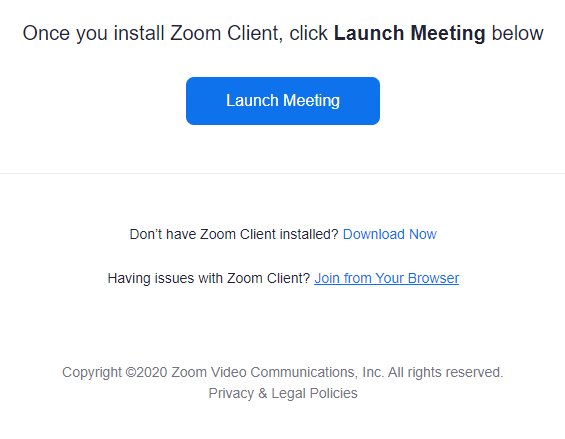 Once you install Zoom Client, click Launch Meeting below
Launch Meeting
Don't have Zoom Client installed? Download Now
Having issues with Zoom Client? Join from Your Browser
Copyright ©2020 Zoom Video Communications, Inc. All rights reserved.
Privacy & Legal Policies